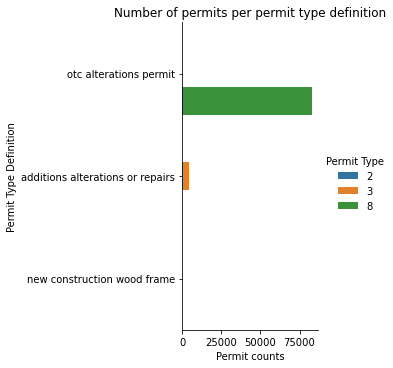 Number of permits per permit type definition
otc alterations permit
additions alterations or repairs
new construction wood frame
Permit Type Definition
0 25000 50000 75000
Permit counts
Permit Type
2
3
8